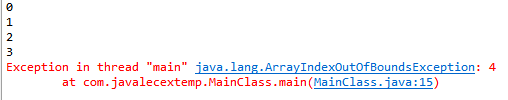 0
1
2
3
Exception in thread "main" java.lang.ArrayIndexOutOfBoundsException: 4
at com.javalecextemp.MainClass.main(MainClass.java:15)